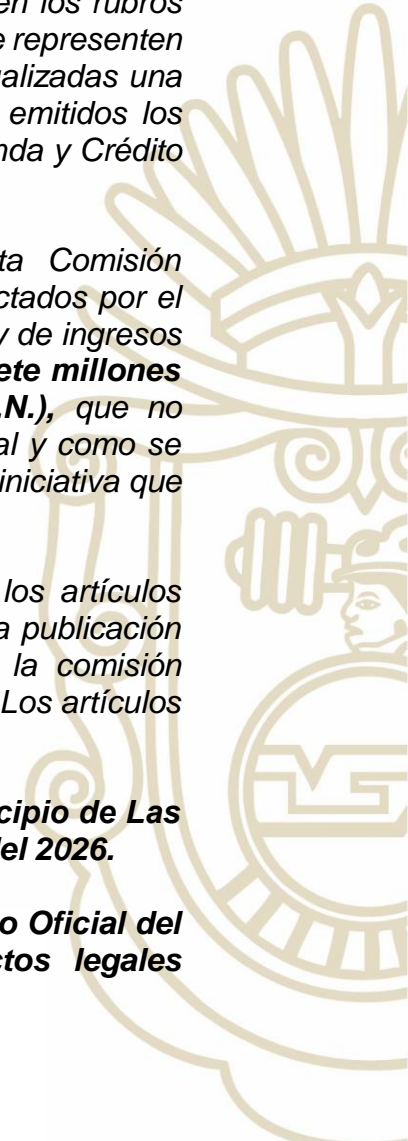 en los rubros
representen
alizadas una
emitidos los
nda y Crédito
ta Comisión
ctados por el
y de ingresos
ete millones
.N.), que no
al y como se
iniciativa que
los artículos
a publicación
la comisión
Los artículos
cipio de Las
del 2026.
o Oficial del
ctos legales